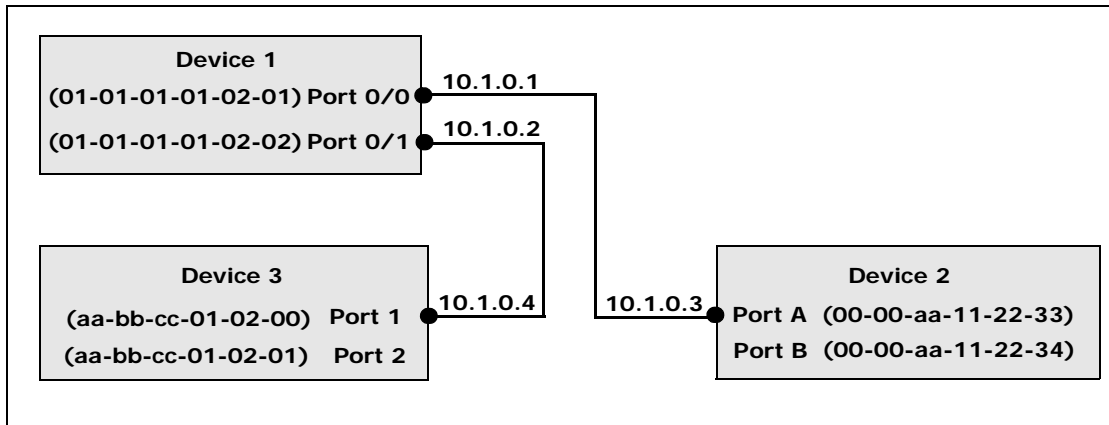 Device 1
(01-01-01-01-02-01) Port 0/0
10.1.0.1
(01-01-01-01-02-02) Port 0/1
10.1.0.2
Device 3
(aa-bb-cc-01-02-00) Port 1
10.1.0.4
(aa-bb-cc-01-02-01) Port 2
Device 2
10.1.0.3
Port A (00-00-aa-11-22-33)
Port B (00-00-aa-11-22-34)